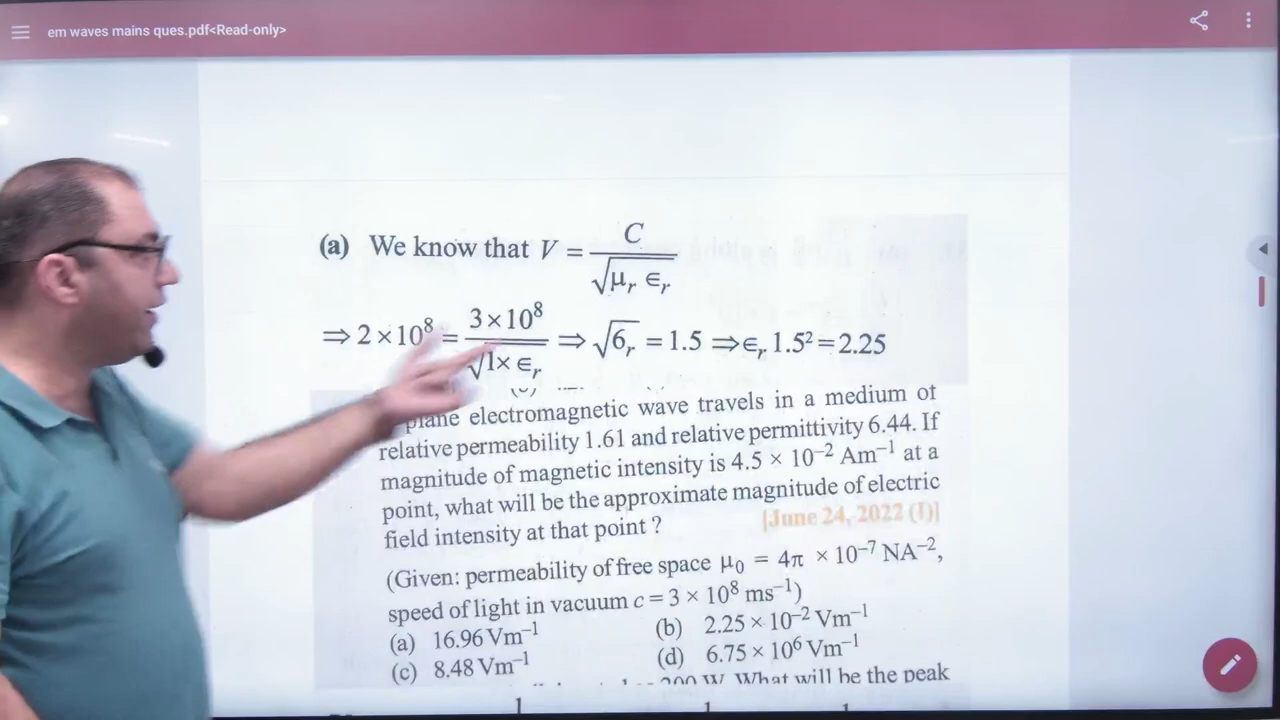 em waves mains ques.pdf<Read-only>
(a) We know that V = C / √μr ∈r
⇒ 2 × 10⁸ = 3×10⁸ / √1× ∈r ⇒ √6r = 1.5 ⇒∈r 1.5² = 2.25
plane electromagnetic wave travels in a medium of
relative permeability 1.61 and relative permittivity 6.44. If
magnitude of magnetic intensity is 4.5 × 10⁻² Am⁻¹ at a
point, what will be the approximate magnitude of electric
field intensity at that point ? [June 24, 2022 (I)]
(Given: permeability of free space μ₀ = 4π × 10⁻⁷ NA⁻²,
speed of light in vacuum c = 3 × 10⁸ ms⁻¹)
(a) 16.96 Vm⁻¹ (b) 2.25 × 10⁻² Vm⁻¹
(c) 8.48 Vm⁻¹ (d) 6.75 × 10⁶ Vm⁻¹
200 W. What will be the peak